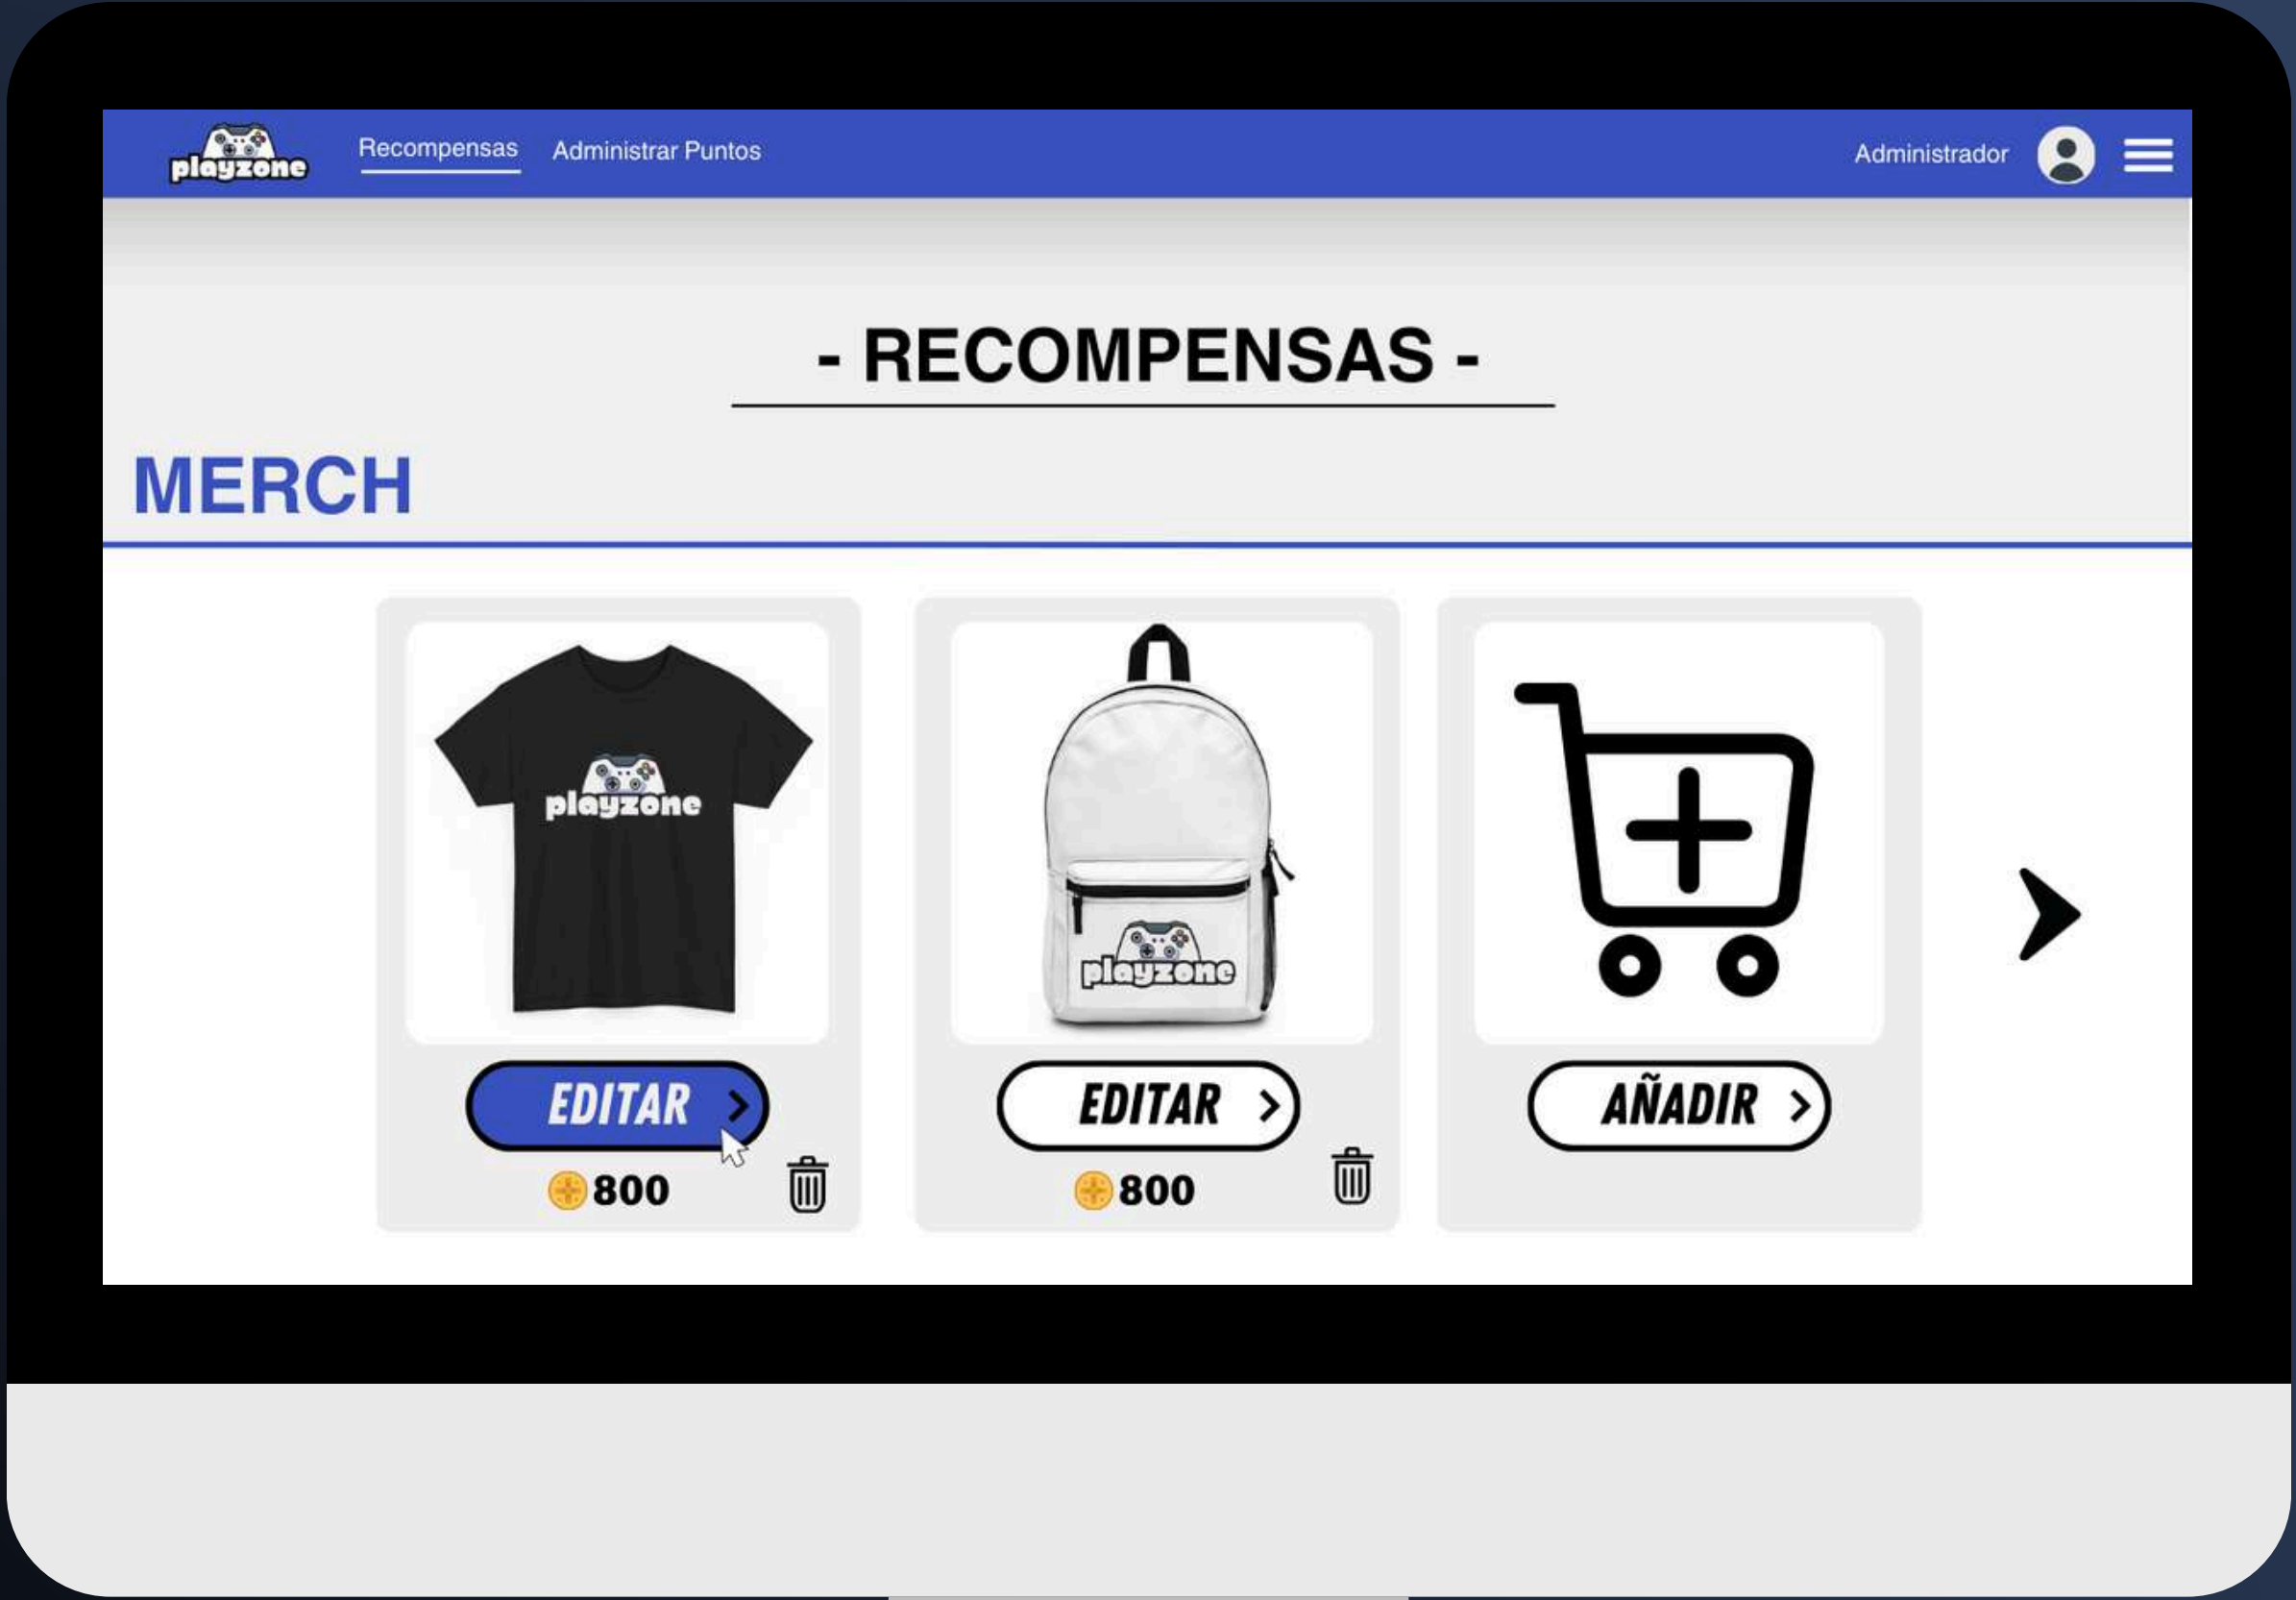 playzone
Recompensas
Administrar Puntos
Administrador
- RECOMPENSAS -
MERCH
playzone
playzone
EDITAR
EDITAR
AÑADIR
800
800